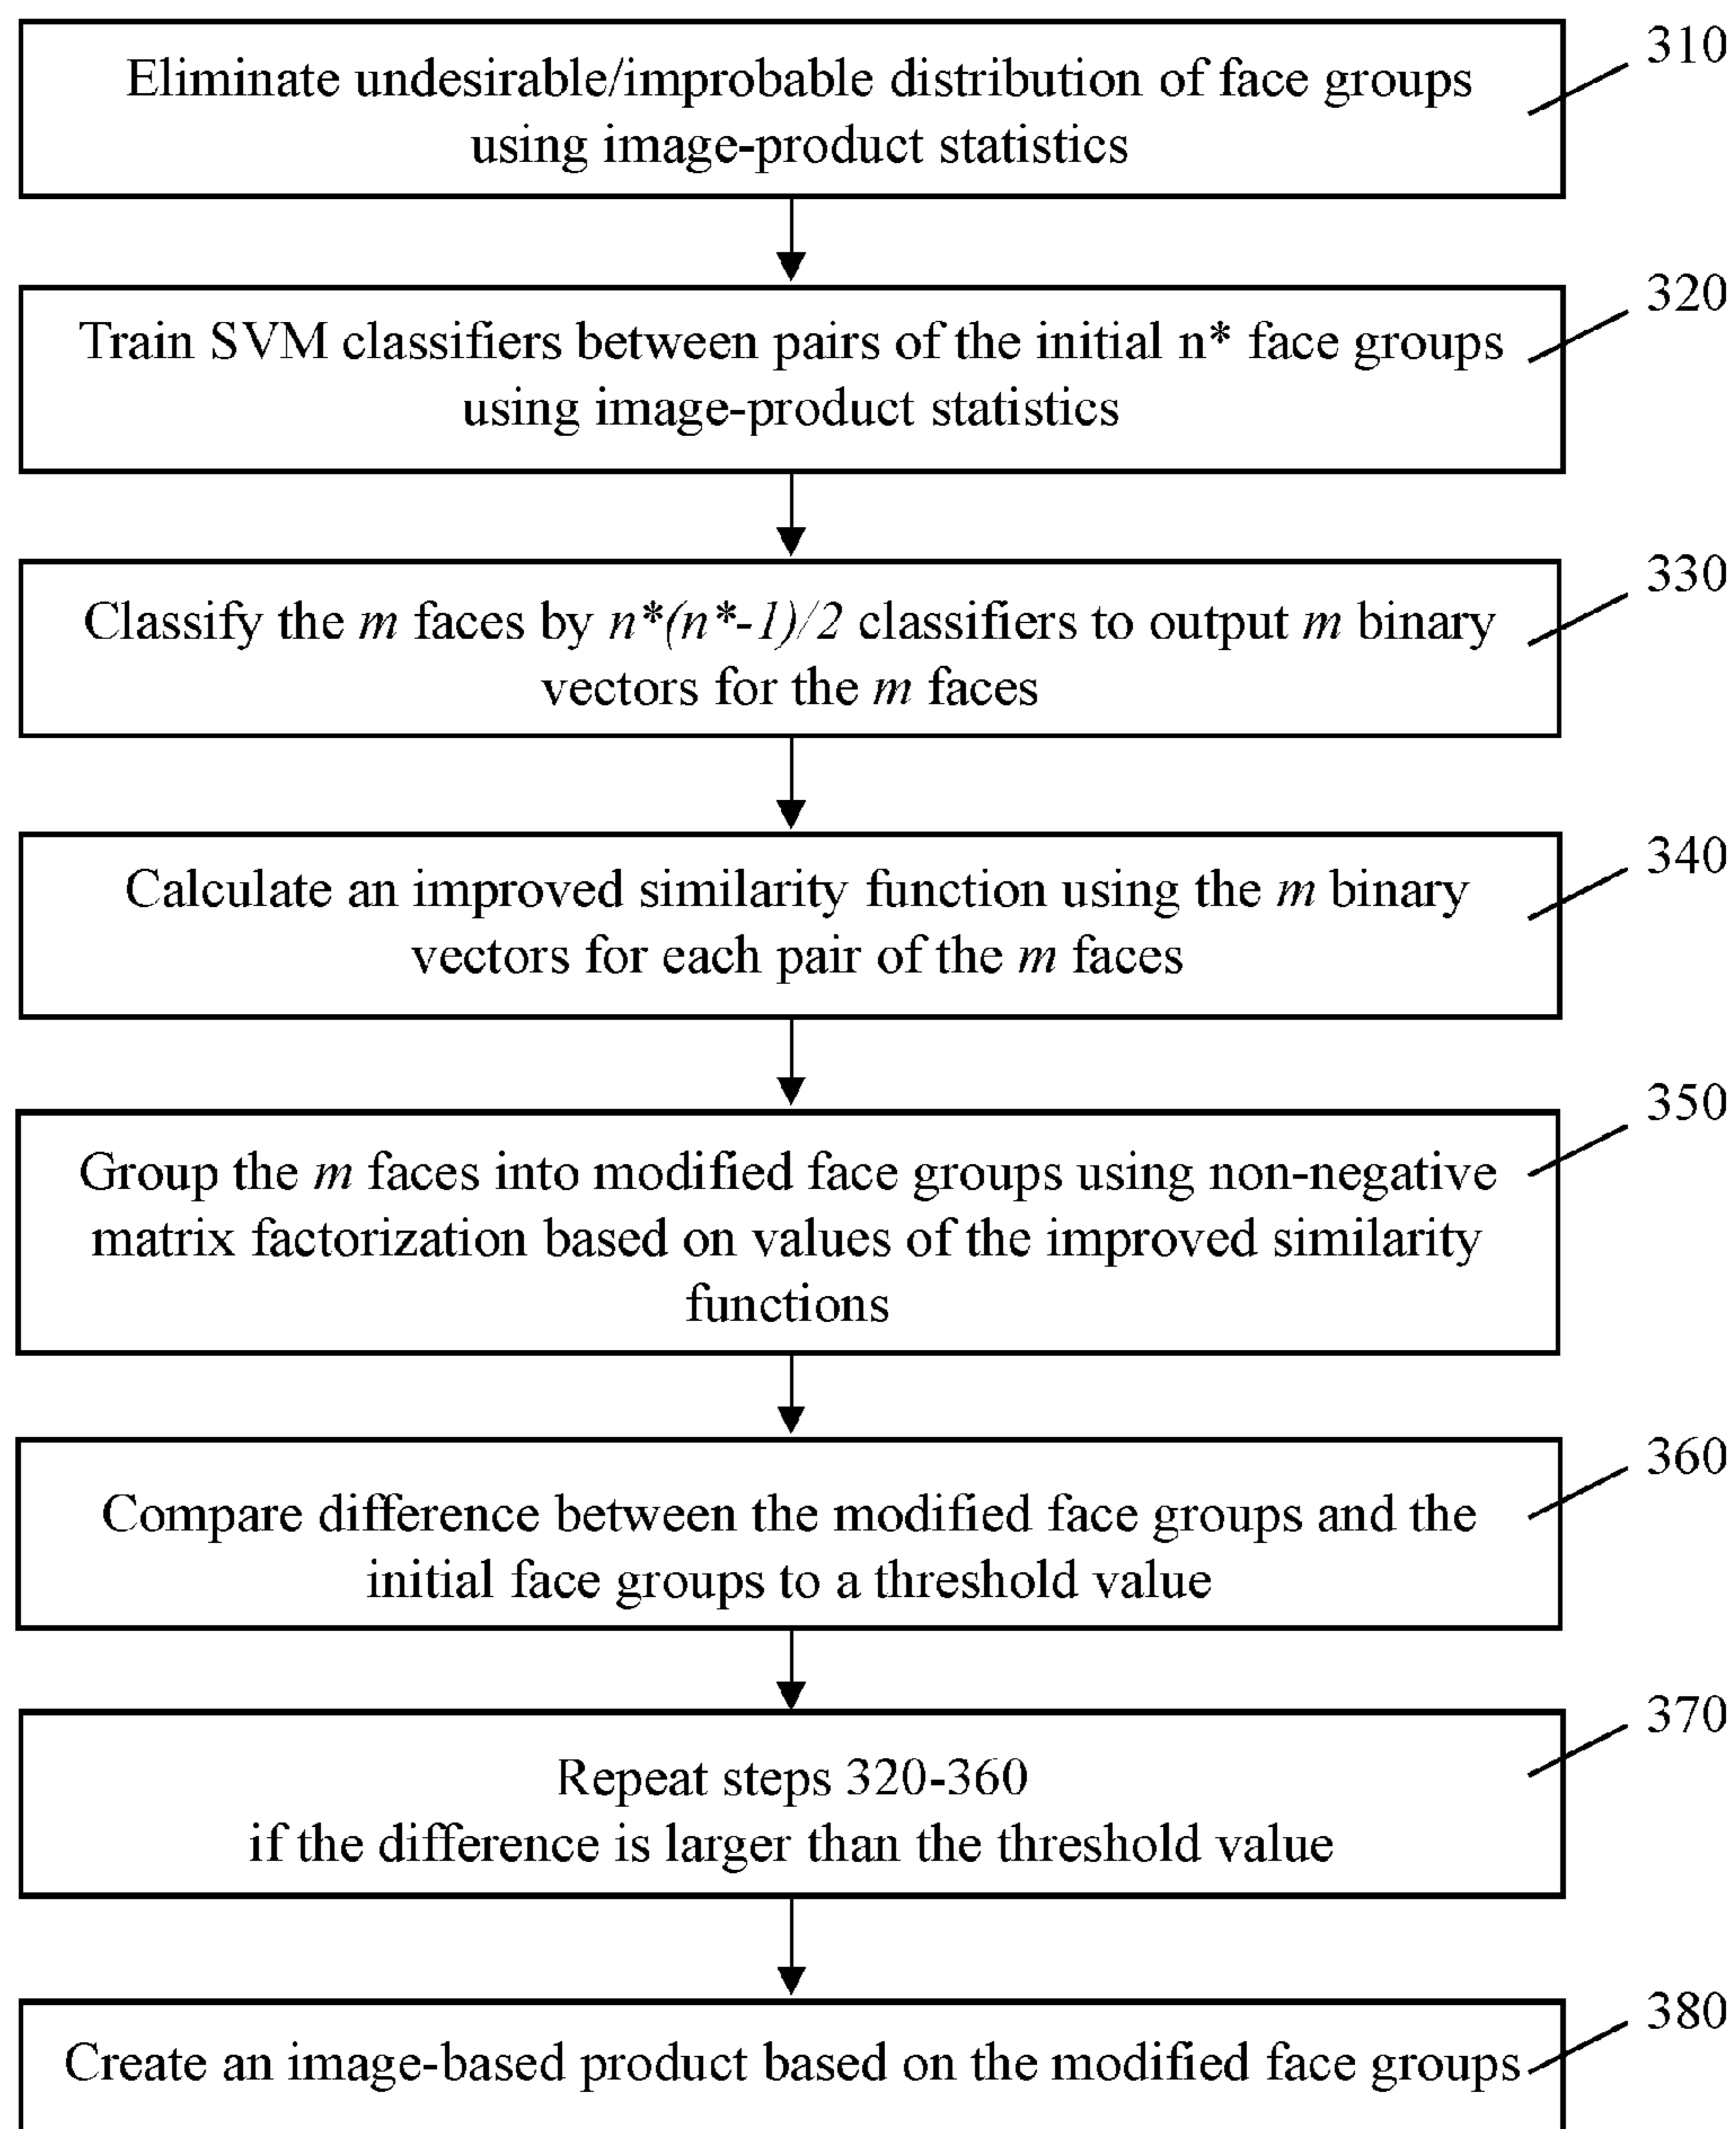 310
Eliminate undesirable/improbable distribution of face groups
using image-product statistics
320
Train SVM classifiers between pairs of the initial n* face groups
using image-product statistics
330
Classify the m faces by n*(n*-1)/2 classifiers to output m binary
vectors for the m faces
340
Calculate an improved similarity function using the m binary
vectors for each pair of the m faces
350
Group the m faces into modified face groups using non-negative
matrix factorization based on values of the improved similarity
functions
360
Compare difference between the modified face groups and the
initial face groups to a threshold value
370
Repeat steps 320-360
if the difference is larger than the threshold value
380
Create an image-based product based on the modified face groups